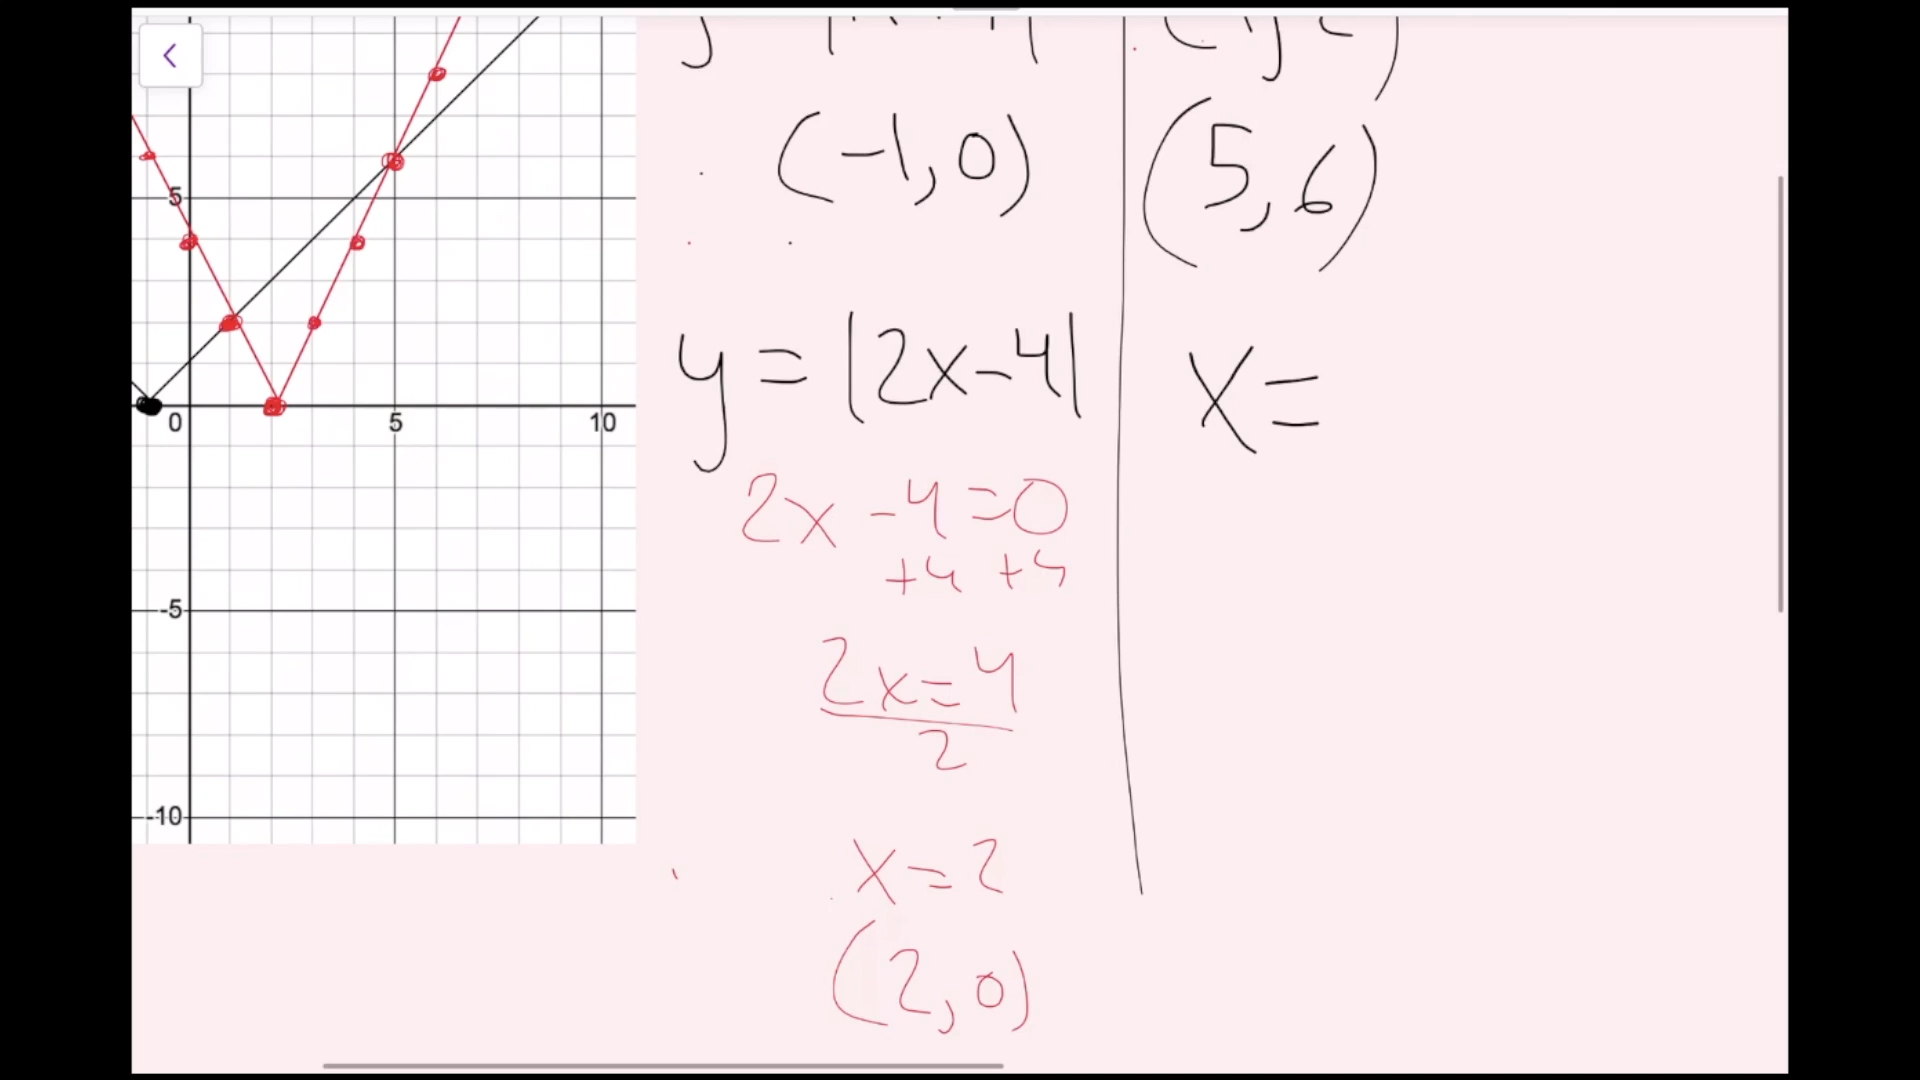 (-1,0)
(5,6)
y=|2x-4|
x=
2x-4=0
+4 +4
2x=4
2
x=2
(2,0)
5
0
5
10
-5
-10